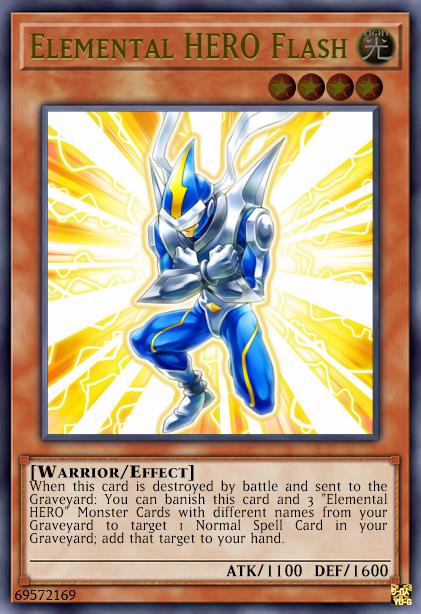 Elemental HERO Flash
LIGHT
光
[Warrior/Effect]
When this card is destroyed by battle and sent to the
Graveyard: You can banish this card and 3 "Elemental
HERO" Monster Cards with different names from your
Graveyard to target 1 Normal Spell Card in your
Graveyard; add that target to your hand.
ATK/1100 DEF/1600
69572169